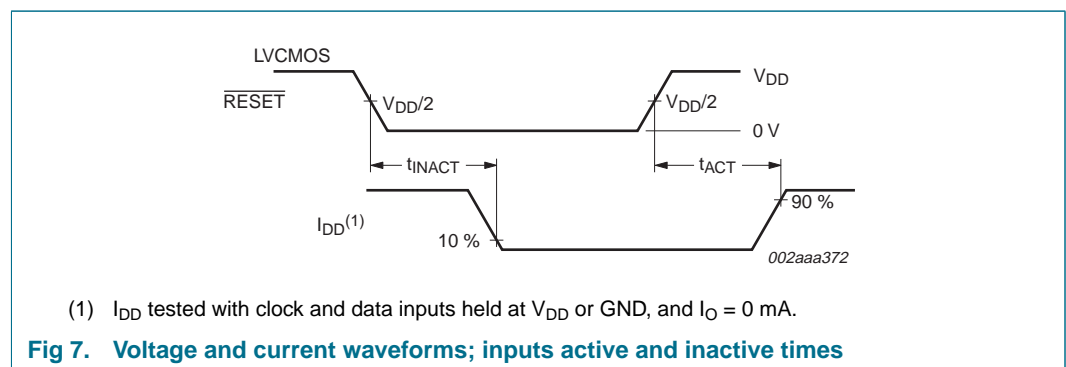 LVCMOS
RESET
VDD/2
VDD/2
VDD
0 V
tINACT
tACT
IDD(1)
10 %
90 %
002aaa372
(1) IDD tested with clock and data inputs held at VDD or GND, and IO = 0 mA.
Fig 7. Voltage and current waveforms; inputs active and inactive times